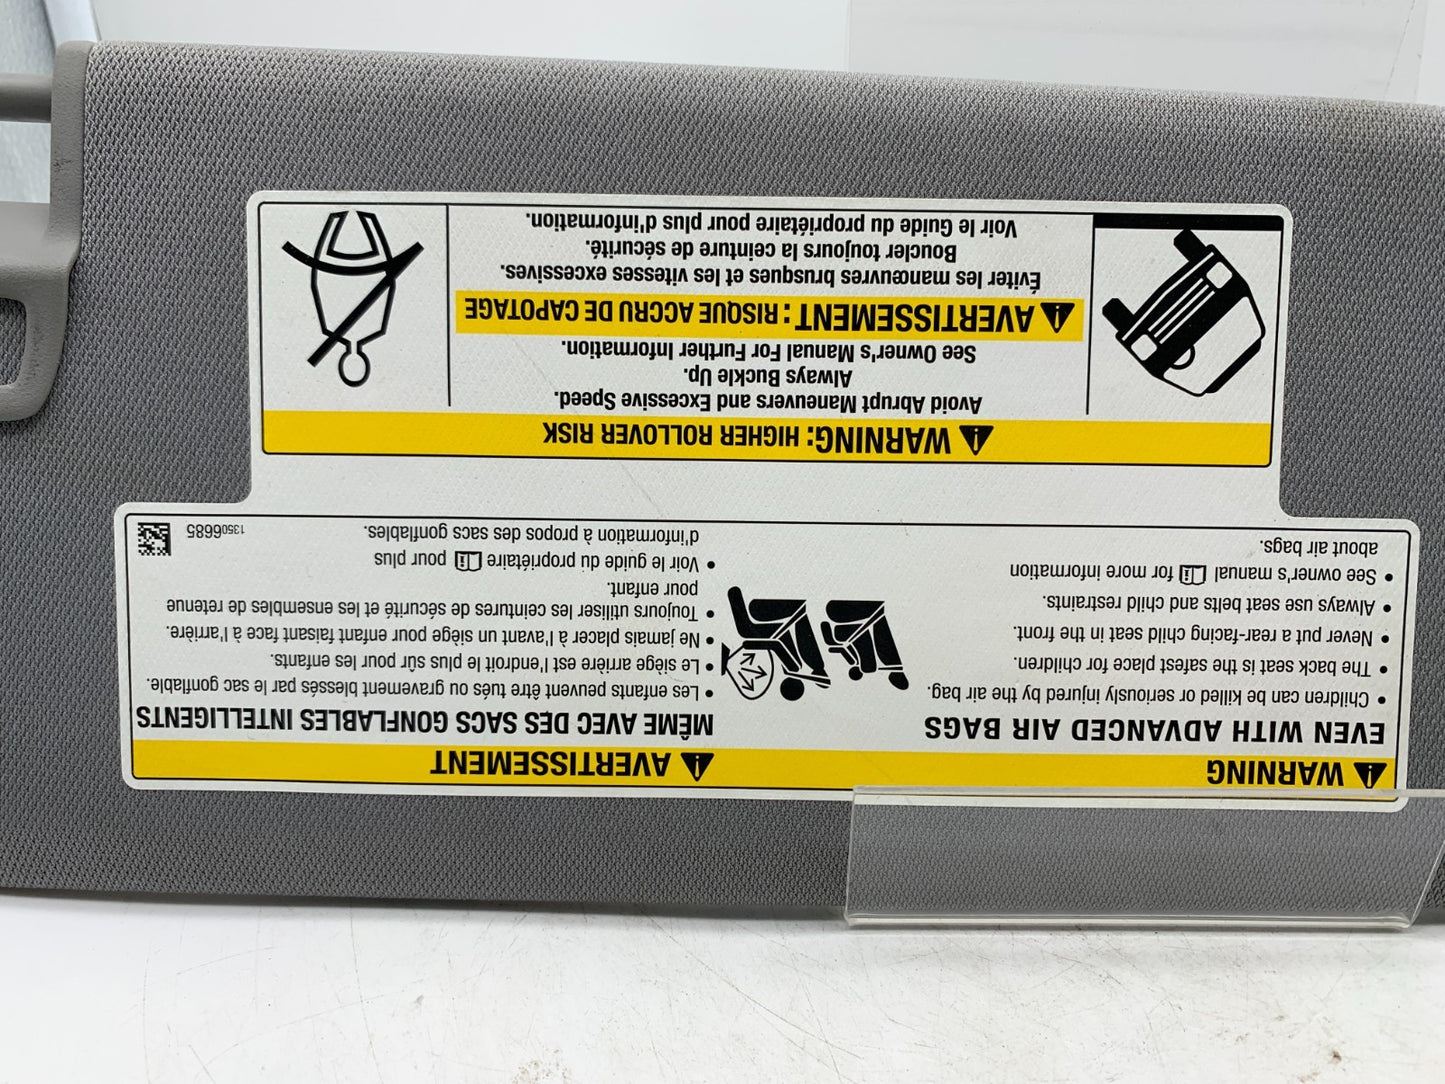 WARNING
EVEN WITH ADVANCED AIR BAGS
• Children can be killed or seriously injured by the air bag.
• The back seat is the safest place for children.
• Never put a rear-facing child seat in the front.
• Always use seat belts and child restraints.
• See owner's manual for more information
about air bags.
AVERTISSEMENT
MÊME AVEC DES SACS GONFLABLES INTELLIGENTS
• Les enfants peuvent être tués ou gravement blessés par le sac gonflable.
• Le siège arrière est l'endroit le plus sûr pour les enfants.
• Ne jamais placer à l'avant un siège pour enfant faisant face à l'arrière.
• Toujours utiliser les ceintures de sécurité et les ensembles de retenue
pour enfant.
• Voir le guide du propriétaire pour plus
d'information à propos des sacs gonflables.
13506685
WARNING: HIGHER ROLLOVER RISK
Avoid Abrupt Maneuvers and Excessive Speed.
Always Buckle Up.
See Owner's Manual For Further Information.
AVERTISSEMENT : RISQUE ACCRU DE CAPOTAGE
Éviter les manœuvres brusques et les vitesses excessives.
Boucler toujours la ceinture de sécurité.
Voir le Guide du propriétaire pour plus d'information.